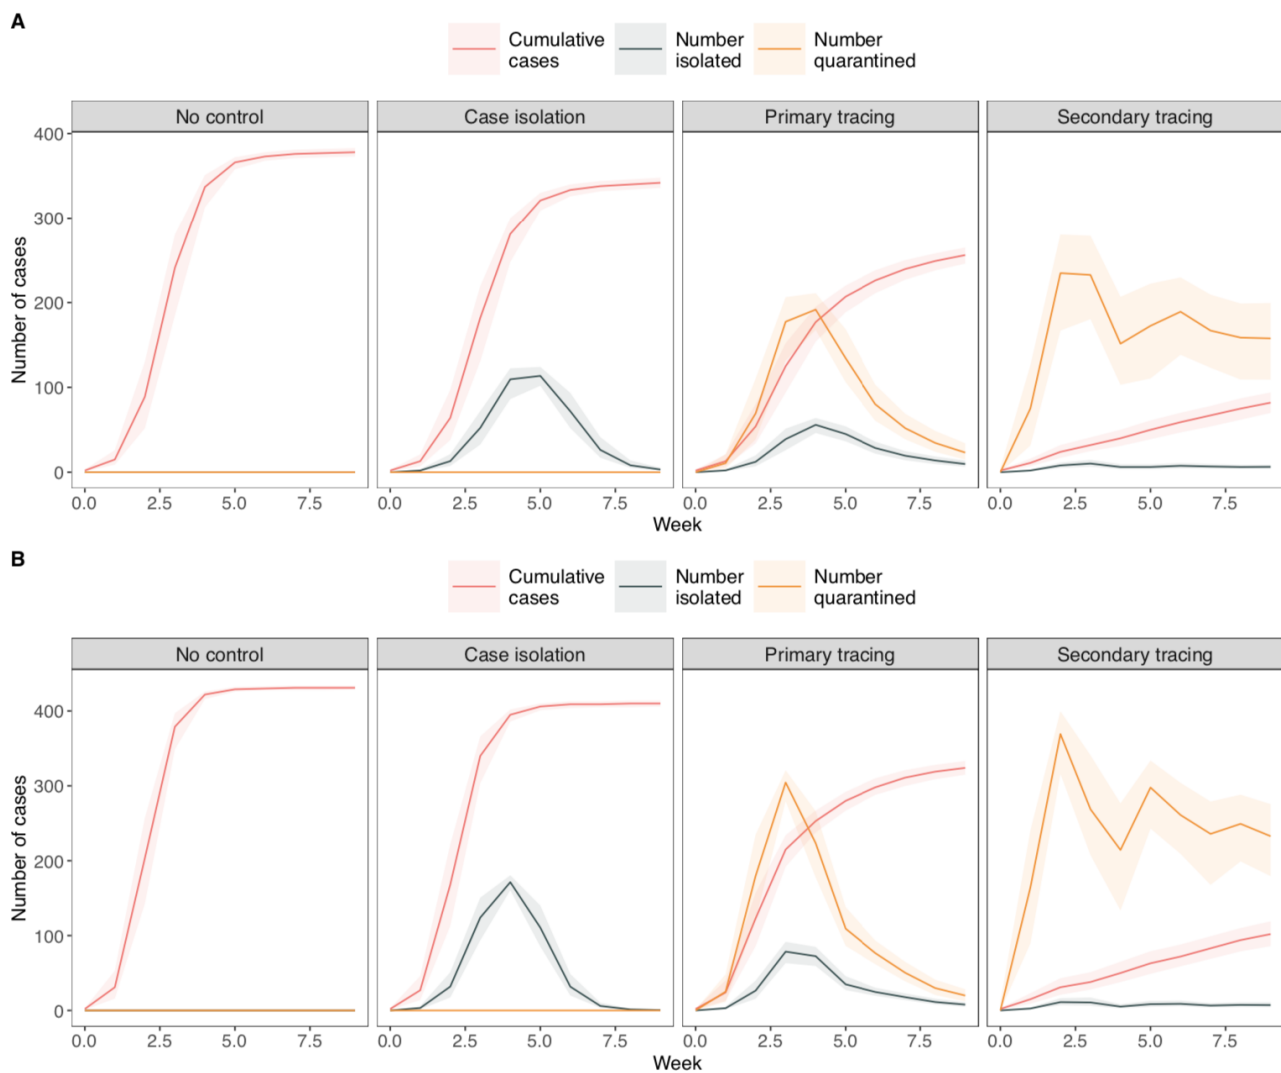 A
Cumulative cases
Number isolated
Number quarantined
No control
Case isolation
Primary tracing
Secondary tracing
Number of cases
400
300
200
100
0
0.0 2.5 5.0 7.5
0.0 2.5 5.0 7.5
0.0 2.5 5.0 7.5
0.0 2.5 5.0 7.5
Week
B
Cumulative cases
Number isolated
Number quarantined
No control
Case isolation
Primary tracing
Secondary tracing
Number of cases
400
300
200
100
0
0.0 2.5 5.0 7.5
0.0 2.5 5.0 7.5
0.0 2.5 5.0 7.5
0.0 2.5 5.0 7.5
Week